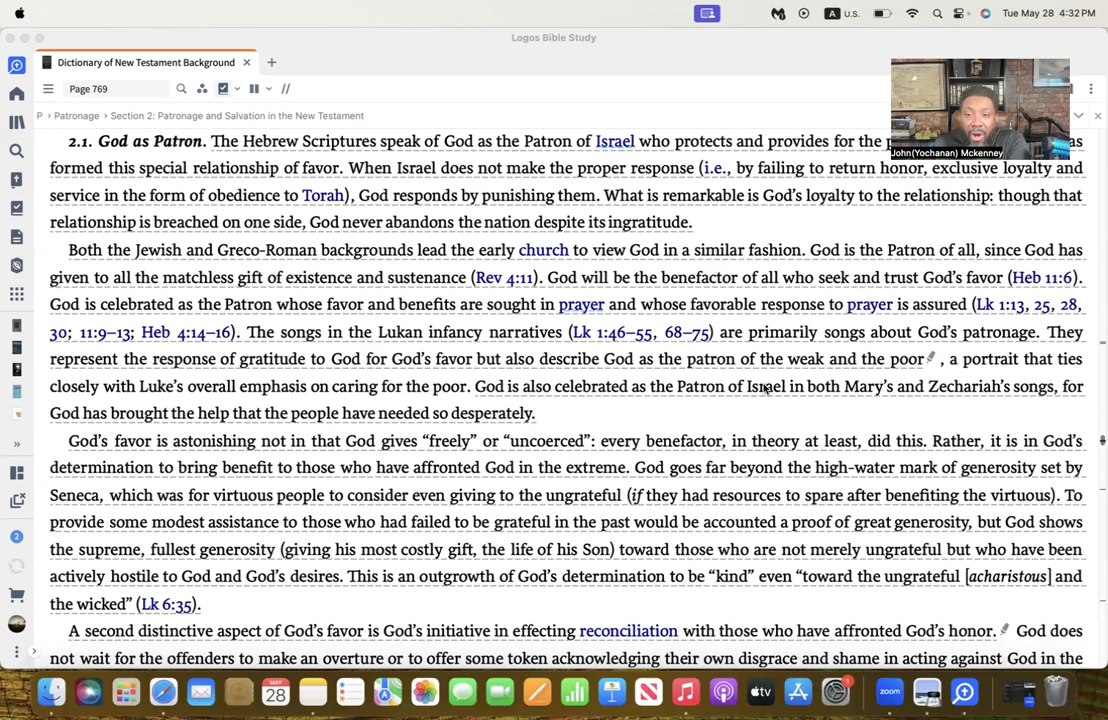 A U.S. Tue May 28 4:32 PM
Logos Bible Study
Dictionary of New Testament Background
Page 769
P › Patronage › Section 2: Patronage and Salvation in the New Testament
John(Yochanan) Mckenney
2.1. God as Patron. The Hebrew Scriptures speak of God as the Patron of Israel who protects and provides for the as
formed this special relationship of favor. When Israel does not make the proper response (i.e., by failing to return honor, exclusive loyalty and
service in the form of obedience to Torah), God responds by punishing them. What is remarkable is God's loyalty to the relationship: though that
relationship is breached on one side, God never abandons the nation despite its ingratitude.
Both the Jewish and Greco-Roman backgrounds lead the early church to view God in a similar fashion. God is the Patron of all, since God has
given to all the matchless gift of existence and sustenance (Rev 4:11). God will be the benefactor of all who seek and trust God's favor (Heb 11:6).
God is celebrated as the Patron whose favor and benefits are sought in prayer and whose favorable response to prayer is assured (Lk 1:13, 25, 28,
30; 11:9–13; Heb 4:14–16). The songs in the Lukan infancy narratives (Lk 1:46–55, 68–75) are primarily songs about God's patronage. They
represent the response of gratitude to God for God's favor but also describe God as the patron of the weak and the poor , a portrait that ties
closely with Luke's overall emphasis on caring for the poor. God is also celebrated as the Patron of Israel in both Mary's and Zechariah's songs, for
God has brought the help that the people have needed so desperately.
God's favor is astonishing not in that God gives “freely” or “uncoerced”: every benefactor, in theory at least, did this. Rather, it is in God's
determination to bring benefit to those who have affronted God in the extreme. God goes far beyond the high-water mark of generosity set by
Seneca, which was for virtuous people to consider even giving to the ungrateful (if they had resources to spare after benefiting the virtuous). To
provide some modest assistance to those who had failed to be grateful in the past would be accounted a proof of great generosity, but God shows
the supreme, fullest generosity (giving his most costly gift, the life of his Son) toward those who are not merely ungrateful but who have been
actively hostile to God and God's desires. This is an outgrowth of God's determination to be “kind” even “toward the ungrateful [acharistous] and
the wicked” (Lk 6:35).
A second distinctive aspect of God's favor is God's initiative in effecting reconciliation with those who have affronted God's honor. God does
not wait for the offenders to make an overture or to offer some token acknowledging their own disgrace and shame in acting against God in the
2
MAY
28
tv
1
zoom